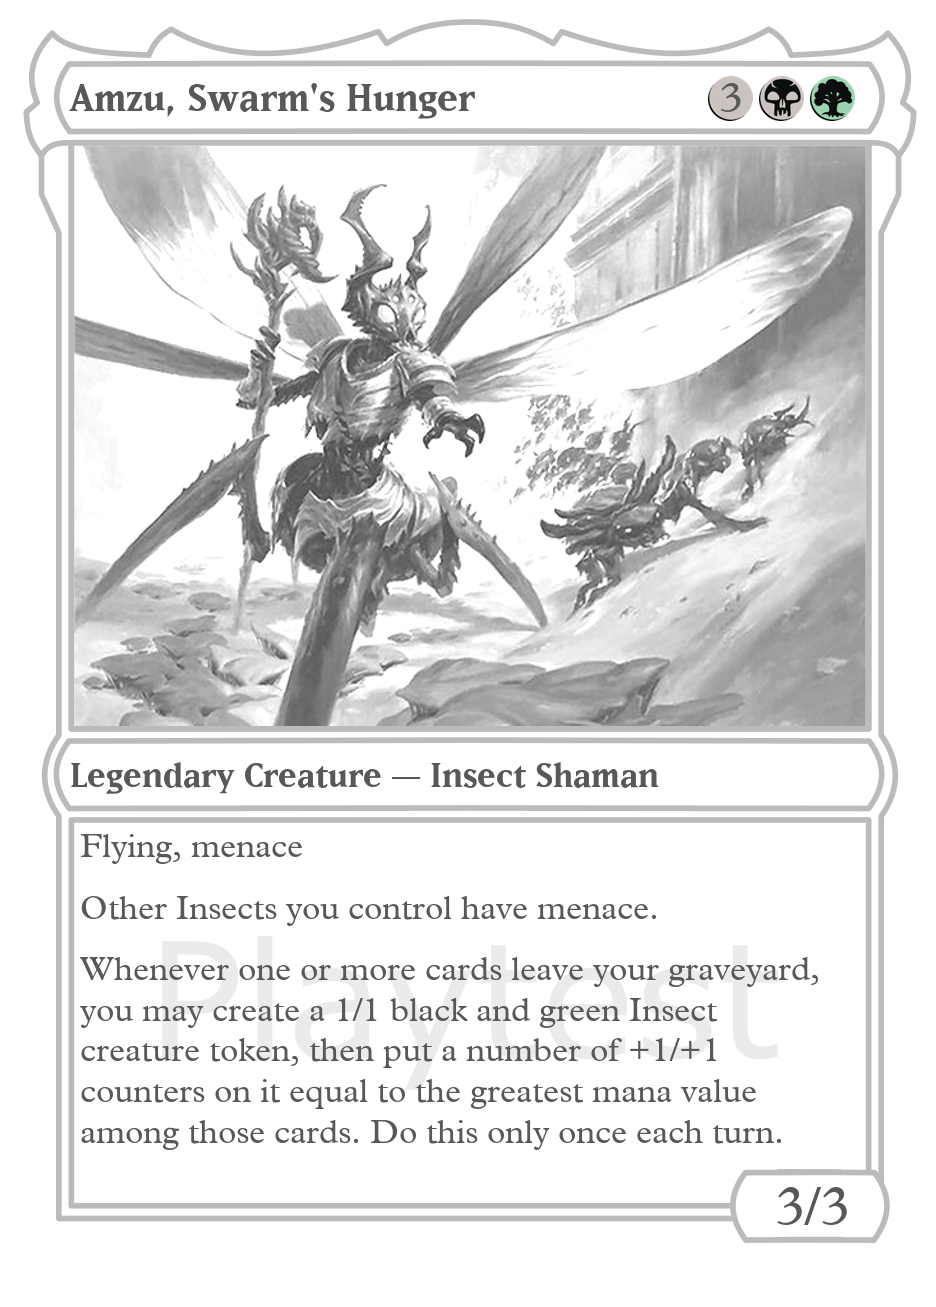 Amzu, Swarm's Hunger 3
Legendary Creature — Insect Shaman
Flying, menace
Other Insects you control have menace.
Whenever one or more cards leave your graveyard,
you may create a 1/1 black and green Insect
creature token, then put a number of +1/+1
counters on it equal to the greatest mana value
among those cards. Do this only once each turn.
Playtest
3/3